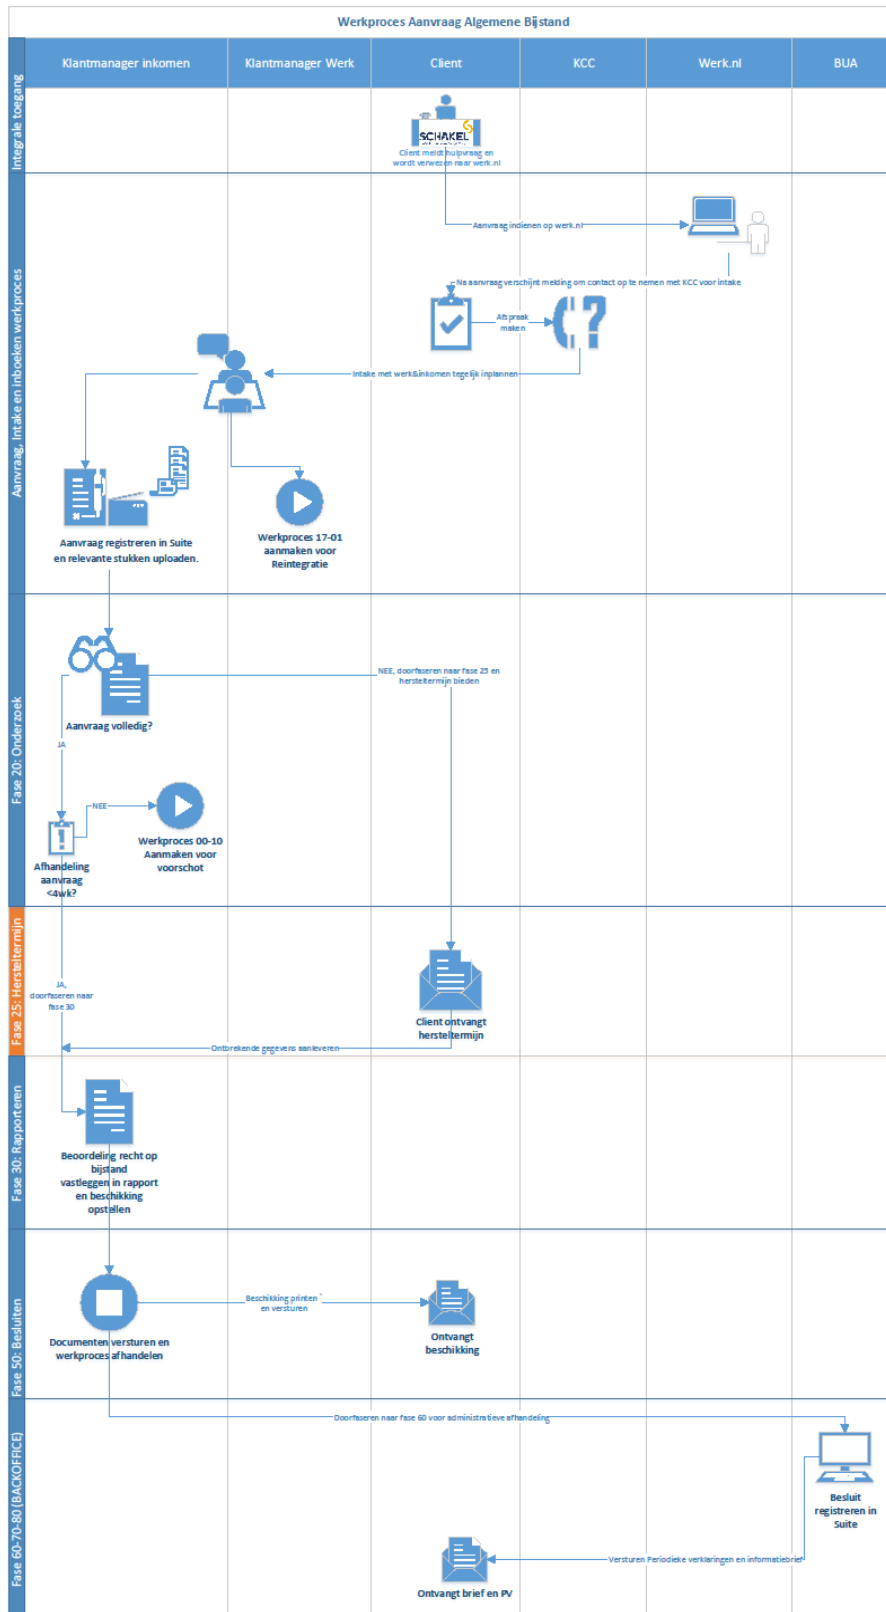 Werkproces Aanvraag Algemene Bijstand
Klantmanager inkomen
Klantmanager Werk
Client
KCC
Werk.nl
BUA
Integrale toegang
SCHAKEL
Client meldt hulpvraag en
wordt verwezen naar werk.nl
Aanvraag, Intake en inboeken werkproces
Aanvraag indienen op werk.nl
Na aanvraag verschijnt melding om contact op te nemen met KCC voor intake
Afspraak
maken
Intake met werk&inkomen tegelijk inplannen
Aanvraag registreren in Suite
en relevante stukken uploaden.
Werkproces 17-01
aanmaken voor
Reintegratie
Fase 20: Onderzoek
NEE, doorfaseren naar fase 25 en
hersteltermijn bieden
Aanvraag volledig?
JA
NEE
Werkproces 00-10
Aanmaken voor
voorschot
Afhandeling
aanvraag
<4wk?
Fase 25: Hersteltermijn
JA,
doorfaseren naar
fase 30
Client ontvangt
hersteltermijn
Ontbrekende gegevens aanleveren
Fase 30: Rapporteren
Beoordeling recht op
bijstand
vastleggen in rapport
en beschikking
opstellen
Fase 50: Besluiten
Beschikking printen `
en versturen
Documenten versturen en
werkproces afhandelen
Ontvangt
beschikking
Fase 60-70-80 (BACKOFFICE)
Doorfaseren naar fase 60 voor administratieve afhandeling
Besluit
registreren in
Suite
Versturen Periodieke verklaringen en informatiebrief
Ontvangt brief en PV